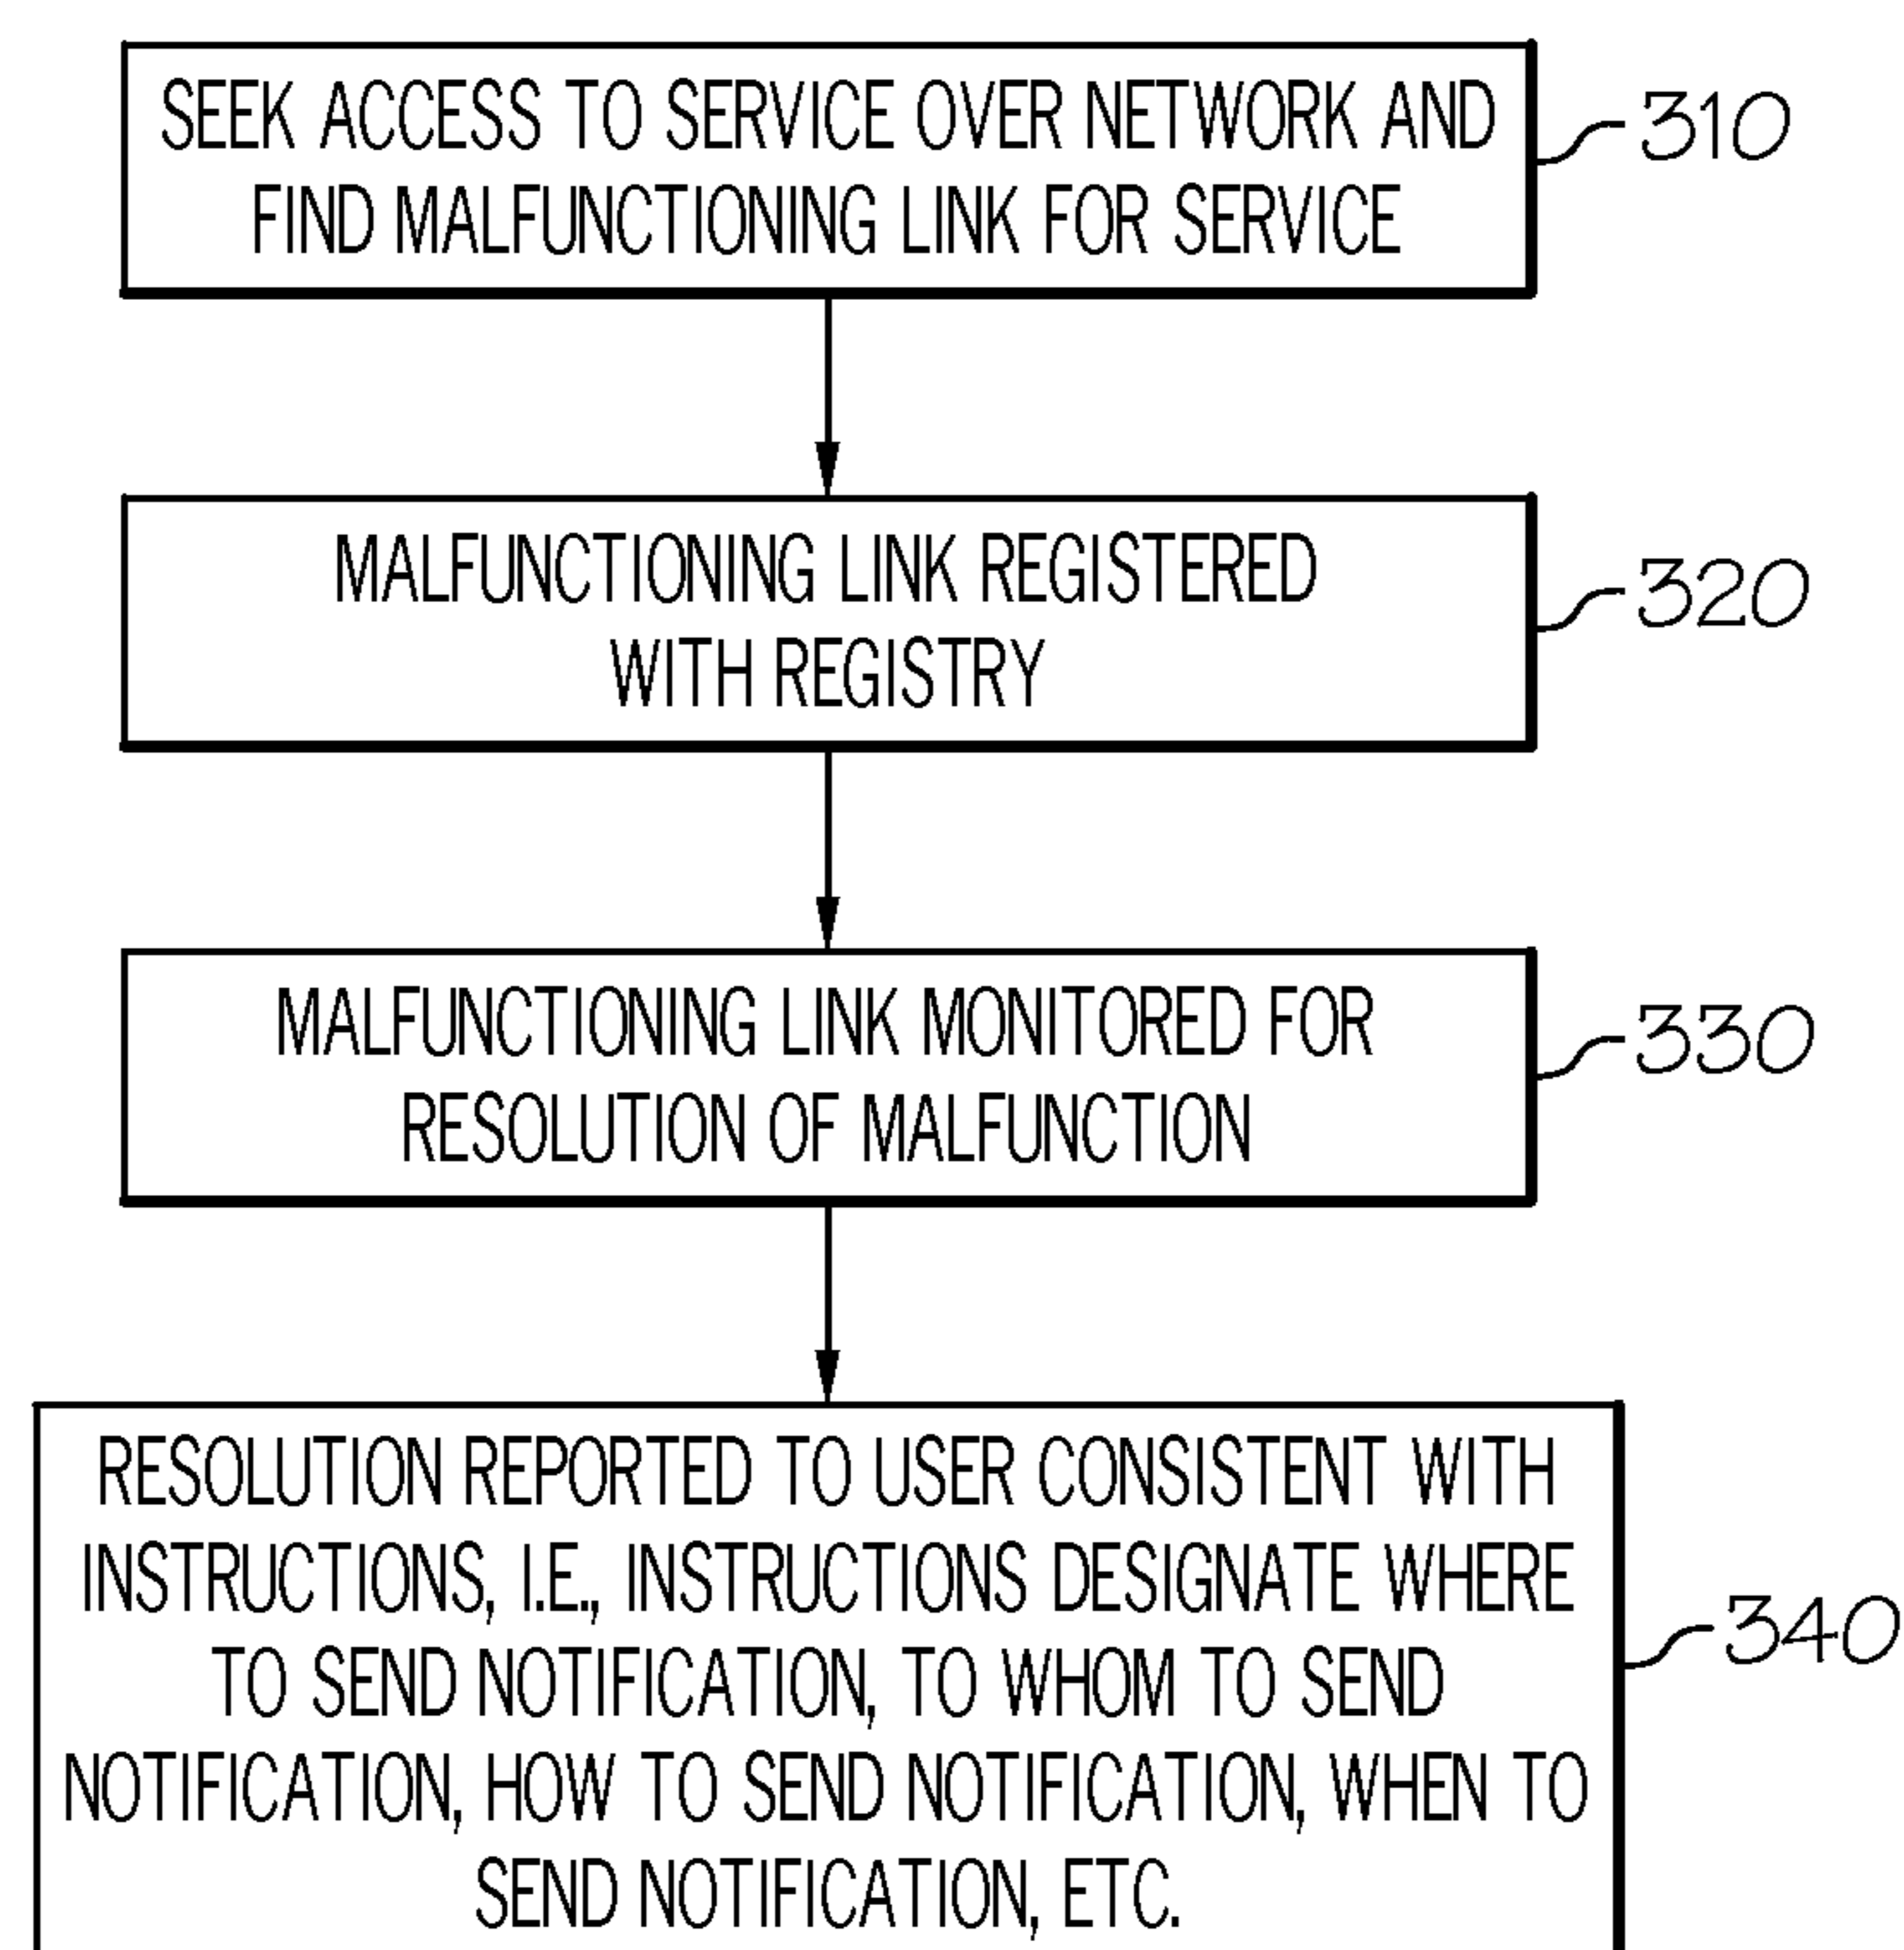 SEEK ACCESS TO SERVICE OVER NETWORK AND
FIND MALFUNCTIONING LINK FOR SERVICE
310
MALFUNCTIONING LINK REGISTERED
WITH REGISTRY
320
MALFUNCTIONING LINK MONITORED FOR
RESOLUTION OF MALFUNCTION
330
RESOLUTION REPORTED TO USER CONSISTENT WITH
INSTRUCTIONS, I.E., INSTRUCTIONS DESIGNATE WHERE
TO SEND NOTIFICATION, TO WHOM TO SEND
NOTIFICATION, HOW TO SEND NOTIFICATION, WHEN TO
SEND NOTIFICATION, ETC.
340